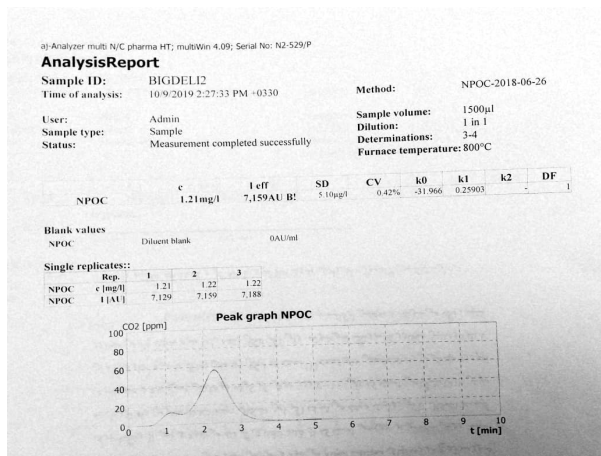 aj-Analyzer multi N/C pharma HT; multiWin 4.09; Serial No: N2-529/P
AnalysisReport
Sample ID: BIGDELI2
Time of analysis: 10/9/2019 2:27:33 PM +0330
Method: NPOC-2018-06-26
User: Admin
Sample type: Sample
Status: Measurement completed successfully
Sample volume: 1500µl
Dilution: 1 in 1
Determinations: 3-4
Furnace temperature: 800°C
c I eff SD CV k0 k1 k2 DF
NPOC 1.21mg/l 7,159AU B! 5.10µg/l 0.42% -31.966 0.25903 - 1
Blank values
NPOC Diluent blank 0AU/ml
Single replicates::
Rep. 1 2 3
NPOC c [mg/l] 1.21 1.22 1.22
NPOC I [AU] 7,129 7,159 7,188
Peak graph NPOC
CO2 [ppm]
100
80
60
40
20
0
0 1 2 3 4 5 6 7 8 9 10
t [min]